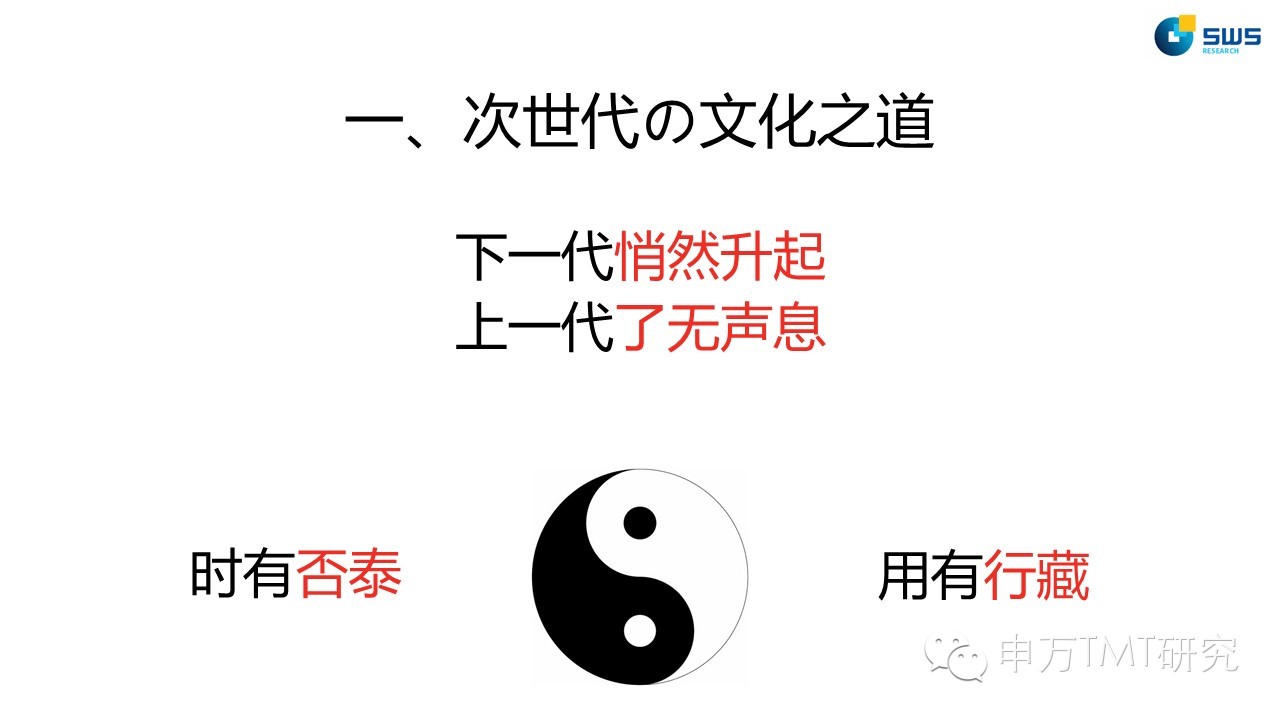 SWS
RESEARCH
一、次世代の文化之道
下一代悄然升起
上一代了无声息
时有否泰
用有行藏
申万TMT研究